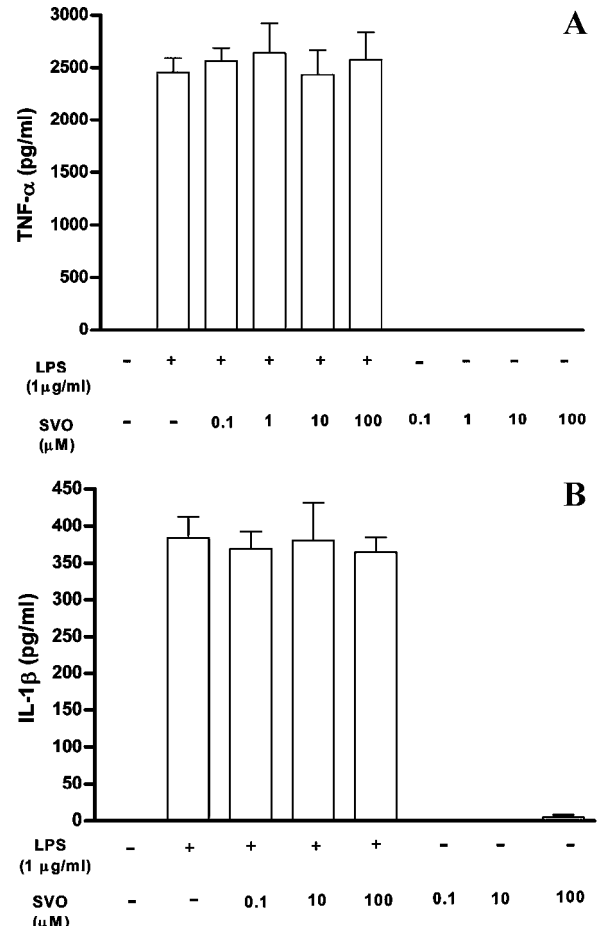 A
TNF-α (pg/ml)
3000
2500
2000
1500
1000
500
0
LPS - + + + + + - - - -
(1μg/ml)
SVO - - 0.1 1 10 100 0.1 1 10 100
(μM)
B
IL-1β (pg/ml)
450
400
350
300
250
200
150
100
50
0
LPS - + + + + - - -
(1 μg/ml)
SVO - - 0.1 10 100 0.1 10 100
(μM)